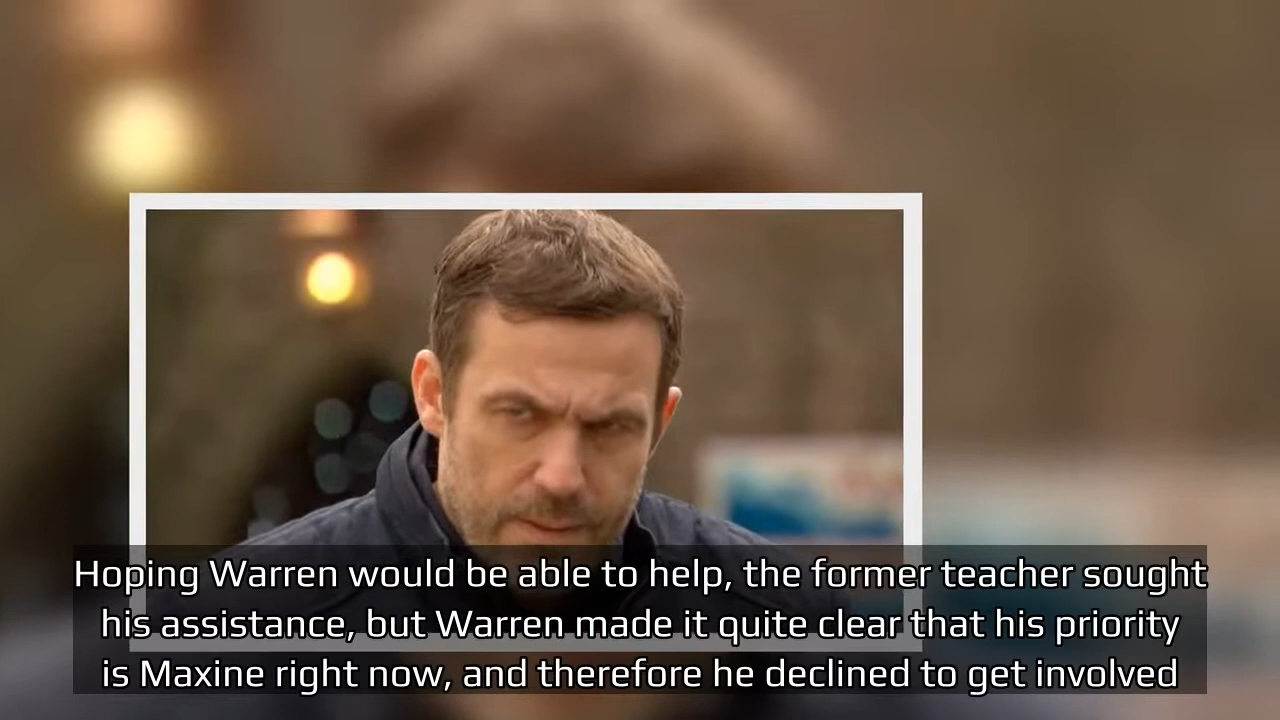 Hoping Warren would be able to help, the former teacher sought
his assistance, but Warren made it quite clear that his priority
is Maxine right now, and therefore he declined to get involved